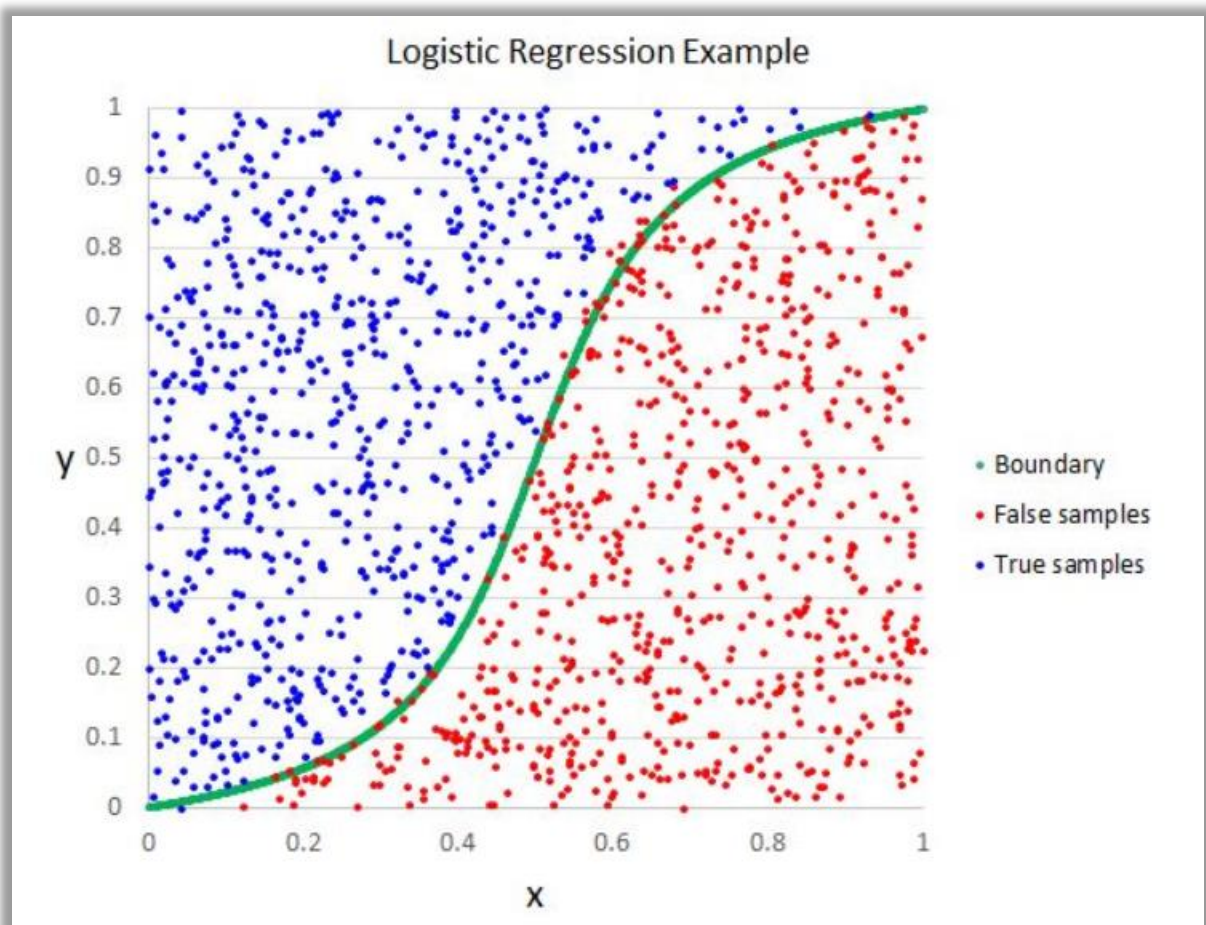 Logistic Regression Example
1
0.9
0.8
0.7
0.6
y 0.5
0.4
0.3
0.2
0.1
0
0 0.2 0.4 0.6 0.8 1
x
Boundary
False samples
True samples